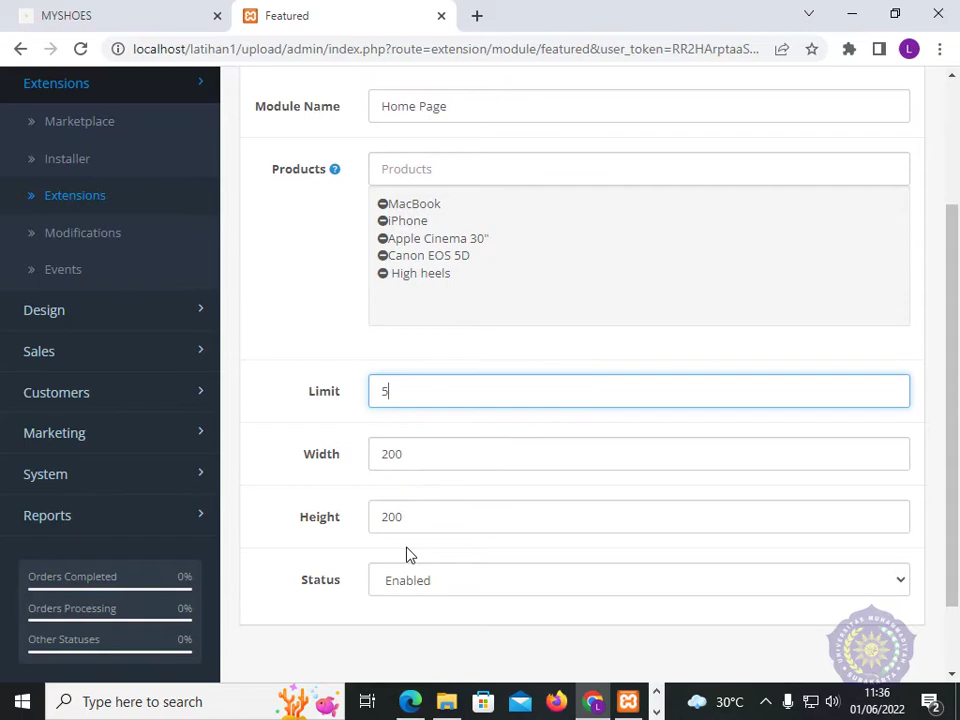 MYSHOES
Featured
localhost/latihan1/upload/admin/index.php?route=extension/module/featured&user_token=RR2HArptaaS...
L
Extensions
Marketplace
Installer
Extensions
Modifications
Events
Design
Sales
Customers
Marketing
System
Reports
Orders Completed 0%
Orders Processing 0%
Other Statuses 0%
Module Name Home Page
Products Products
MacBook
iPhone
Apple Cinema 30"
Canon EOS 5D
High heels
Limit 5
Width 200
Height 200
Status Enabled
Type here to search
30°C
11:36
01/06/2022
2